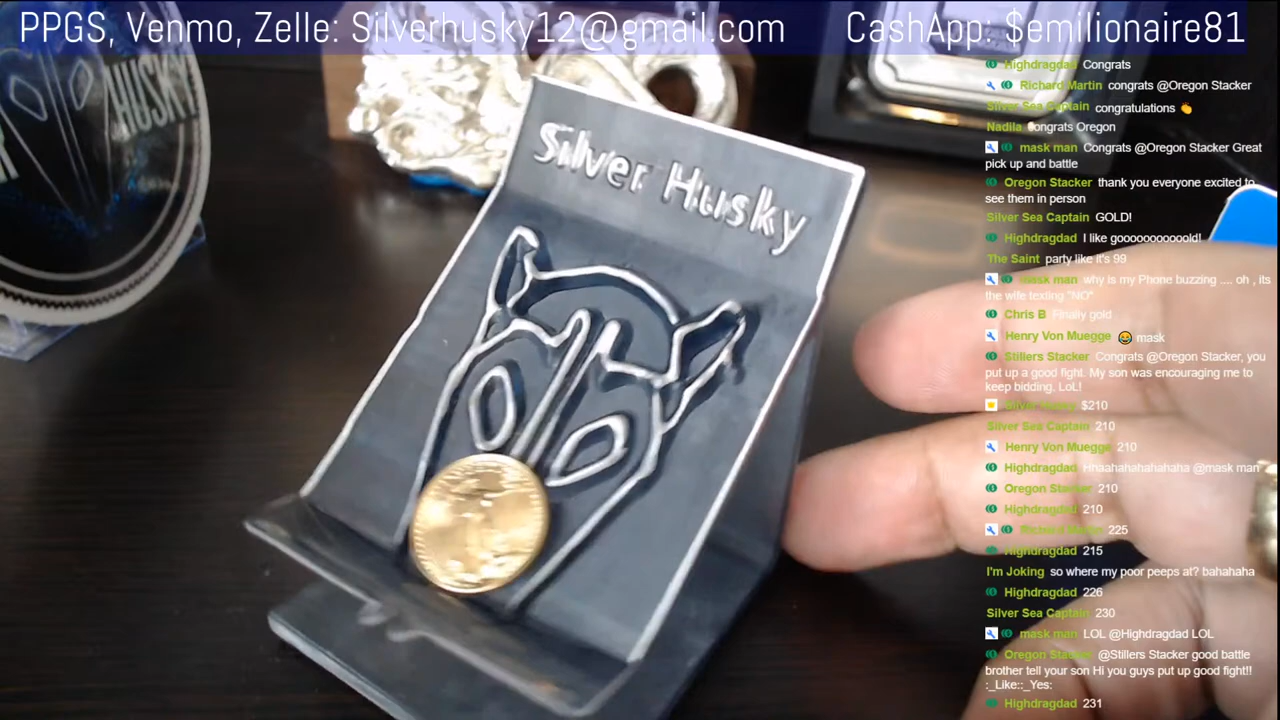 PPGS, Venmo, Zelle: Silverhusky12@gmail.com
CashApp: $emilionaire81
HUSKY
Silver Husky
Highdragdad Congrats
Richard Martin congrats @Oregon Stacker
Silver Sea Captain congratulations 👏
Nadila Congrats Oregon
mask man Congrats @Oregon Stacker Great
pick up and battle
Oregon Stacker thank you everyone excited to
see them in person
Silver Sea Captain GOLD!
Highdragdad I like gooooooooooold!
The Saint party like it's 99
mask man why is my Phone buzzing .... oh , its
the wife texting "NO"
Chris B Finally gold
Henry Von Muegge 😂 mask
Stillers Stacker Congrats @Oregon Stacker, you
put up a good fight. My son was encouraging me to
keep bidding. LoL!
Silver Husky $210
Silver Sea Captain 210
Henry Von Muegge 210
Highdragdad Hhaahahahahahaha @mask man
Oregon Stacker 210
Highdragdad 210
Richard Martin 225
Highdragdad 215
I'm Joking so where my poor peeps at? bahahaha
Highdragdad 226
Silver Sea Captain 230
mask man LOL @Highdragdad LOL
Oregon Stacker @Stillers Stacker good battle
brother tell your son Hi you guys put up good fight!!
:_Like::_Yes:
Highdragdad 231